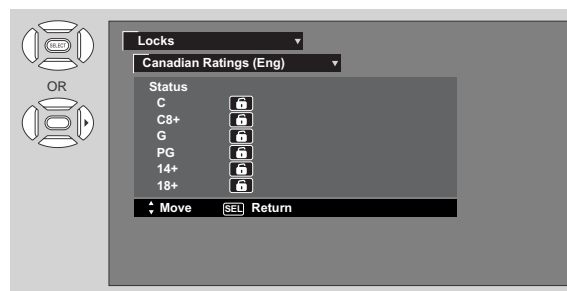 SELECT
OR
Locks
Canadian Ratings (Eng)
Status
C
C8+
G
PG
14+
18+
Move SEL Return